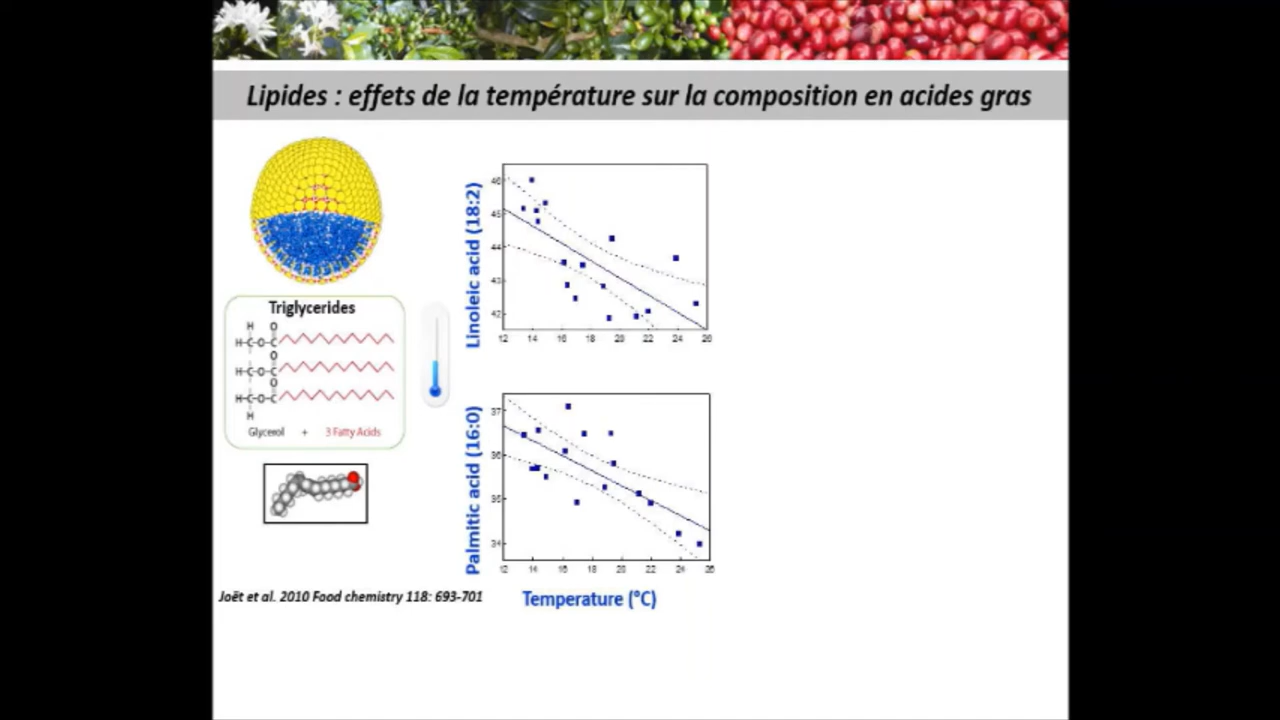 Lipides : effets de la température sur la composition en acides gras
Triglycerides
H O
H-C-O-C
O
H-C-O-C
O
H-C-O-C
H
Glycerol + 3 Fatty Acids
Joët et al. 2010 Food chemistry 118: 693-701
Linoleic acid (18:2)
46
45
44
43
42
12 14 16 18 20 22 24 26
Palmitic acid (16:0)
37
36
35
34
12 14 16 18 20 22 24 26
Temperature (°C)